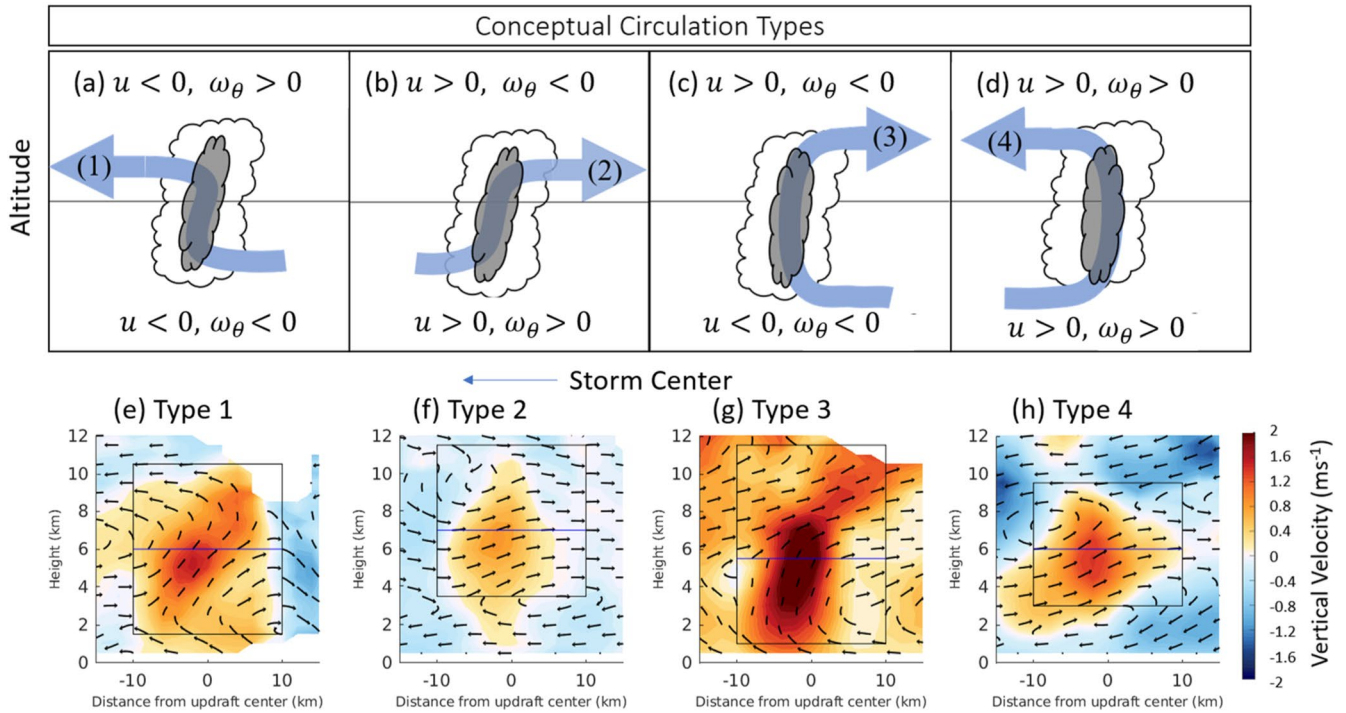 Conceptual Circulation Types
Altitude
(a) u < 0, ω_θ > 0
(b) u > 0, ω_θ < 0
(c) u > 0, ω_θ < 0
(d) u > 0, ω_θ > 0
(1)
(2)
(3)
(4)
u < 0, ω_θ < 0
u > 0, ω_θ > 0
u < 0, ω_θ < 0
u > 0, ω_θ > 0
Storm Center
(e) Type 1
(f) Type 2
(g) Type 3
(h) Type 4
Height (km)
12
10
8
6
4
2
0
-10 0 10
Distance from updraft center (km)
Height (km)
12
10
8
6
4
2
0
-10 0 10
Distance from updraft center (km)
Height (km)
12
10
8
6
4
2
0
-10 0 10
Distance from updraft center (km)
Height (km)
12
10
8
6
4
2
0
-10 0 10
Distance from updraft center (km)
2
1.6
1.2
0.8
0.4
0
-0.4
-0.8
-1.2
-1.6
-2
Vertical Velocity (ms⁻¹)